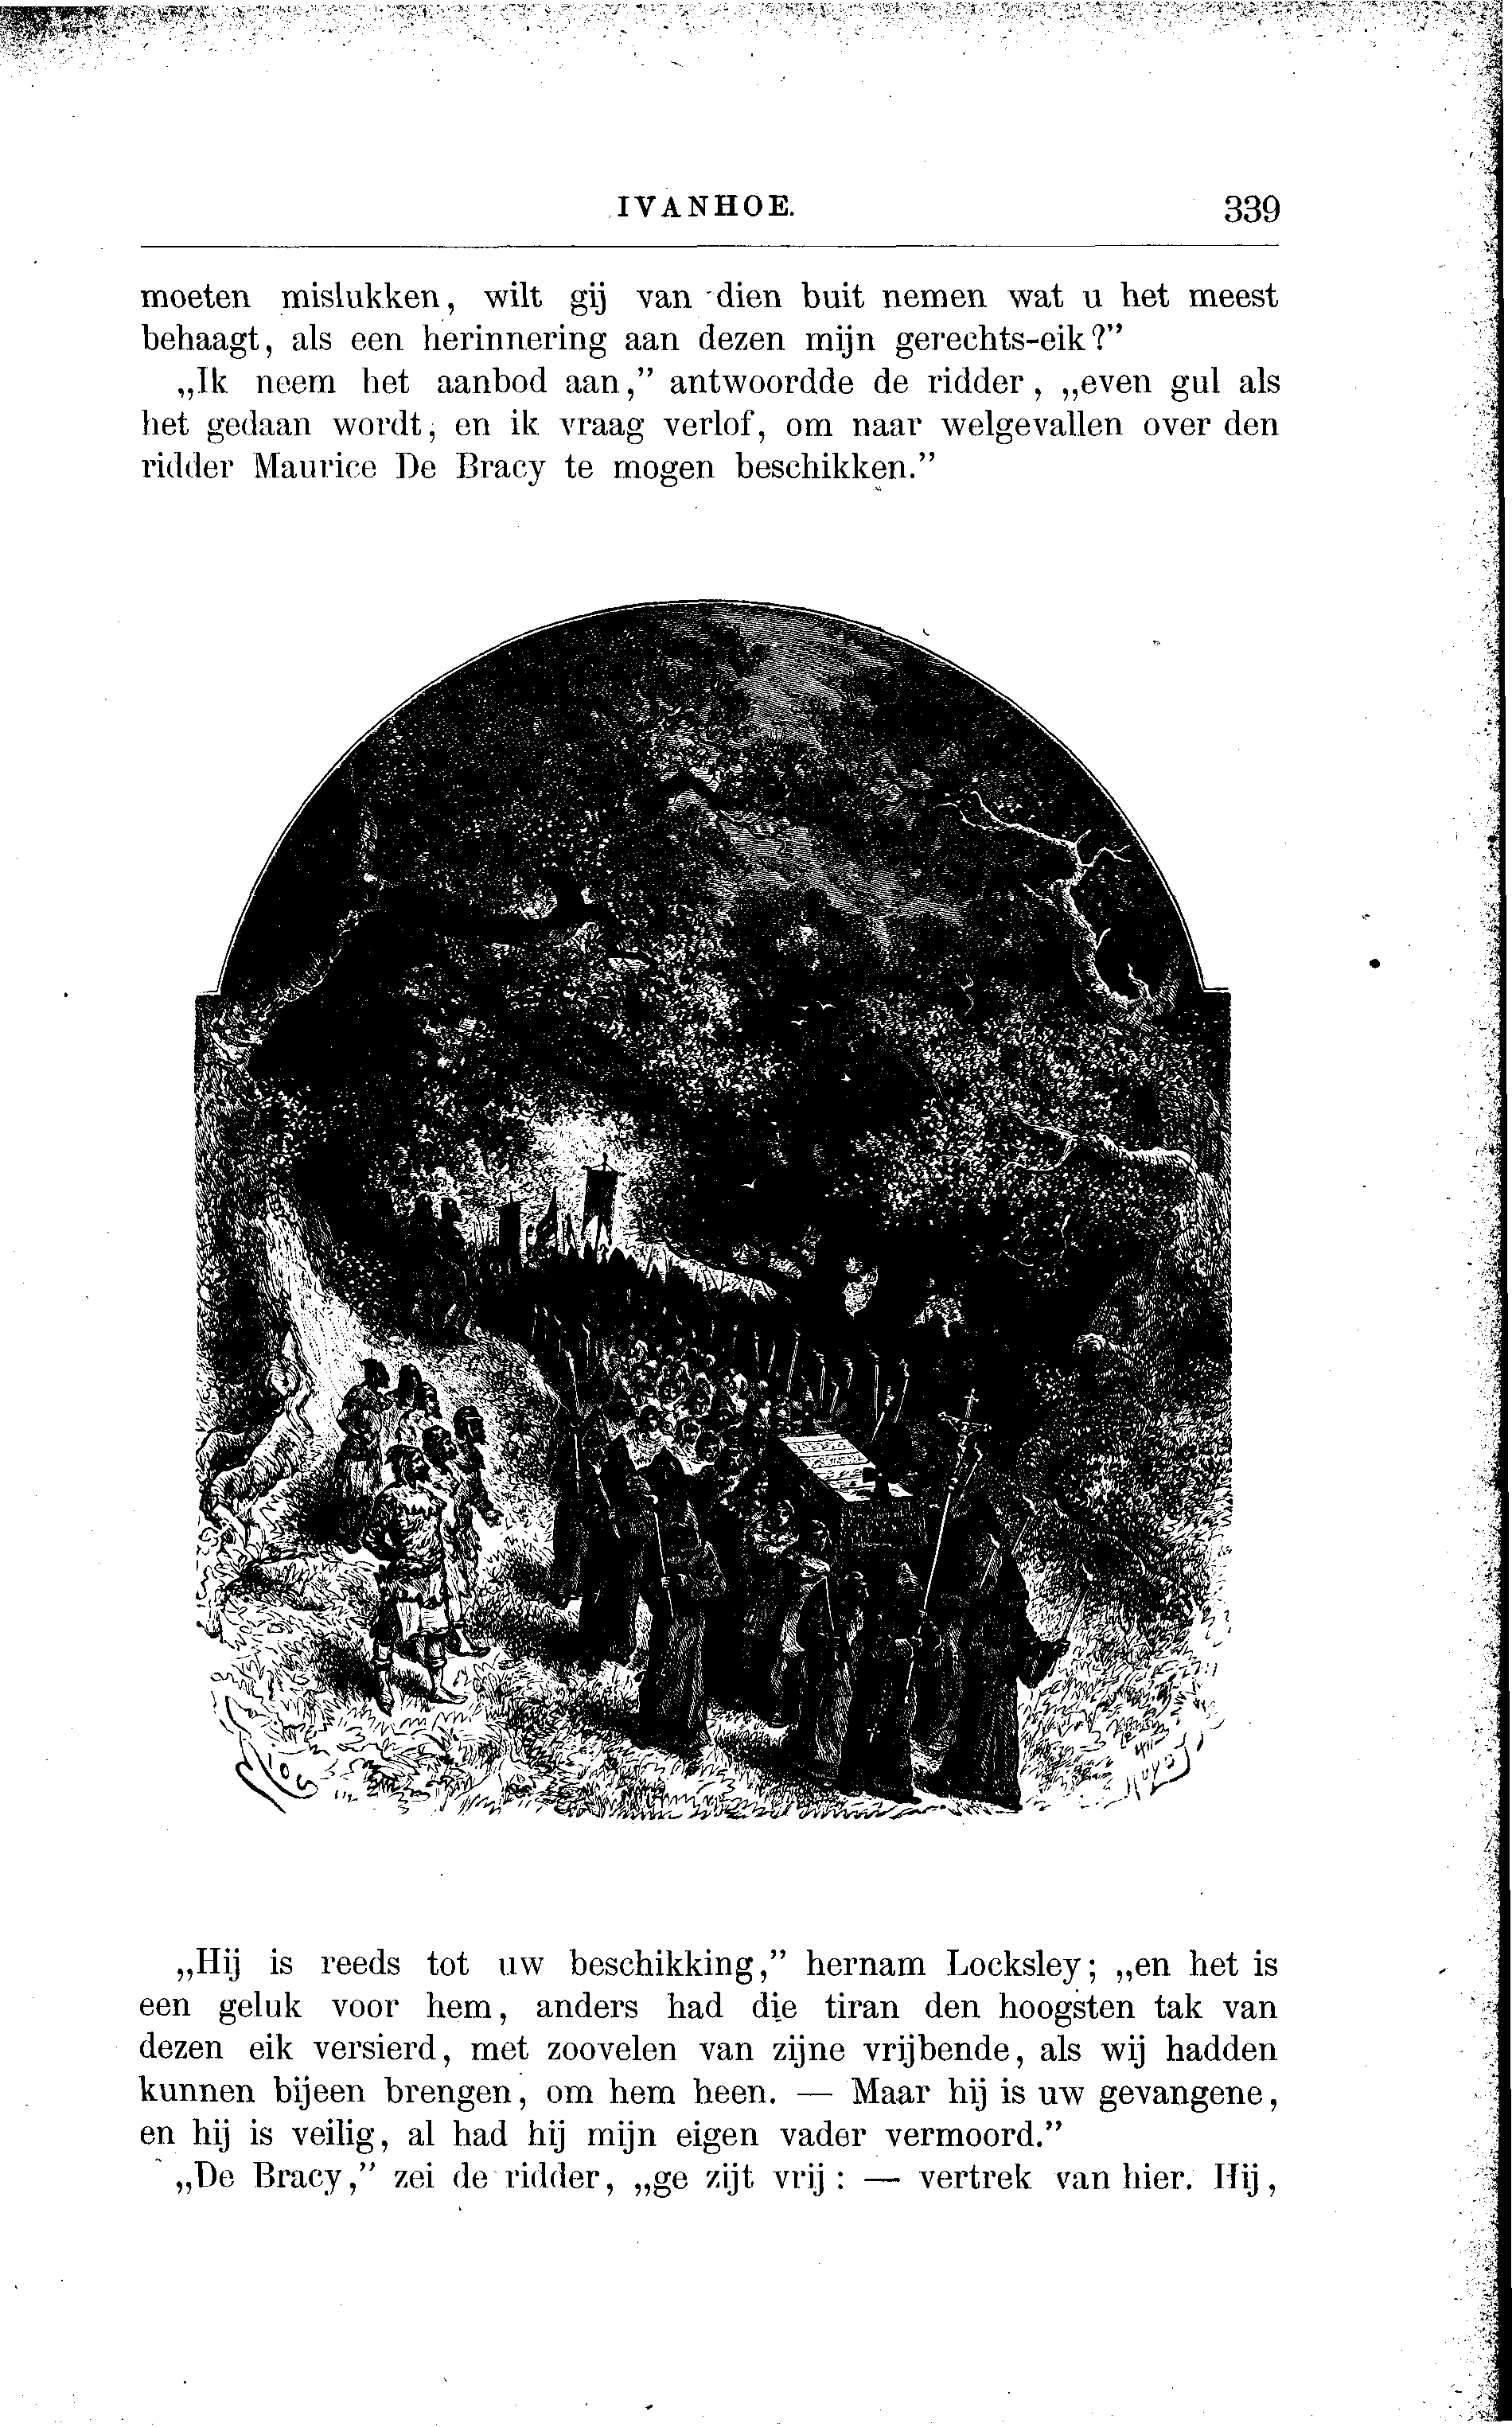 IVANHOE. 339
moeten mislukken, wilt gij van dien buit nemen wat u het meest
behaagt, als een herinnering aan dezen mijn gerechts-eik?”
„Ik neem het aanbod aan,” antwoordde de ridder, „even gul als
het gedaan wordt, en ik vraag verlof, om naar welgevallen over den
ridder Maurice De Bracy te mogen beschikken.”
„Hij is reeds tot uw beschikking,” hernam Locksley; „en het is
een geluk voor hem, anders had die tiran den hoogsten tak van
dezen eik versierd, met zoovelen van zijne vrijbende, als wij hadden
kunnen bijeen brengen, om hem heen. — Maar hij is uw gevangene,
en hij is veilig, al had hij mijn eigen vader vermoord.”
„De Bracy,” zei de ridder, „ge zijt vrij: — vertrek van hier. Hij,